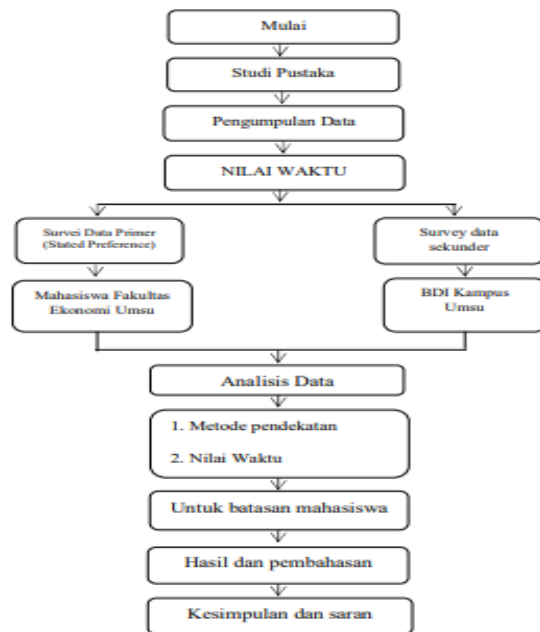 Mulai
Studi Pustaka
Pengumpulan Data
NILAI WAKTU
Survei Data Primer
(Stated Preference)
Survey data
sekunder
Mahasiswa Fakultas
Ekonomi Umsu
BDI Kampus
Umsu
Analisis Data
1. Metode pendekatan
2. Nilai Waktu
Untuk batasan mahasiswa
Hasil dan pembahasan
Kesimpulan dan saran